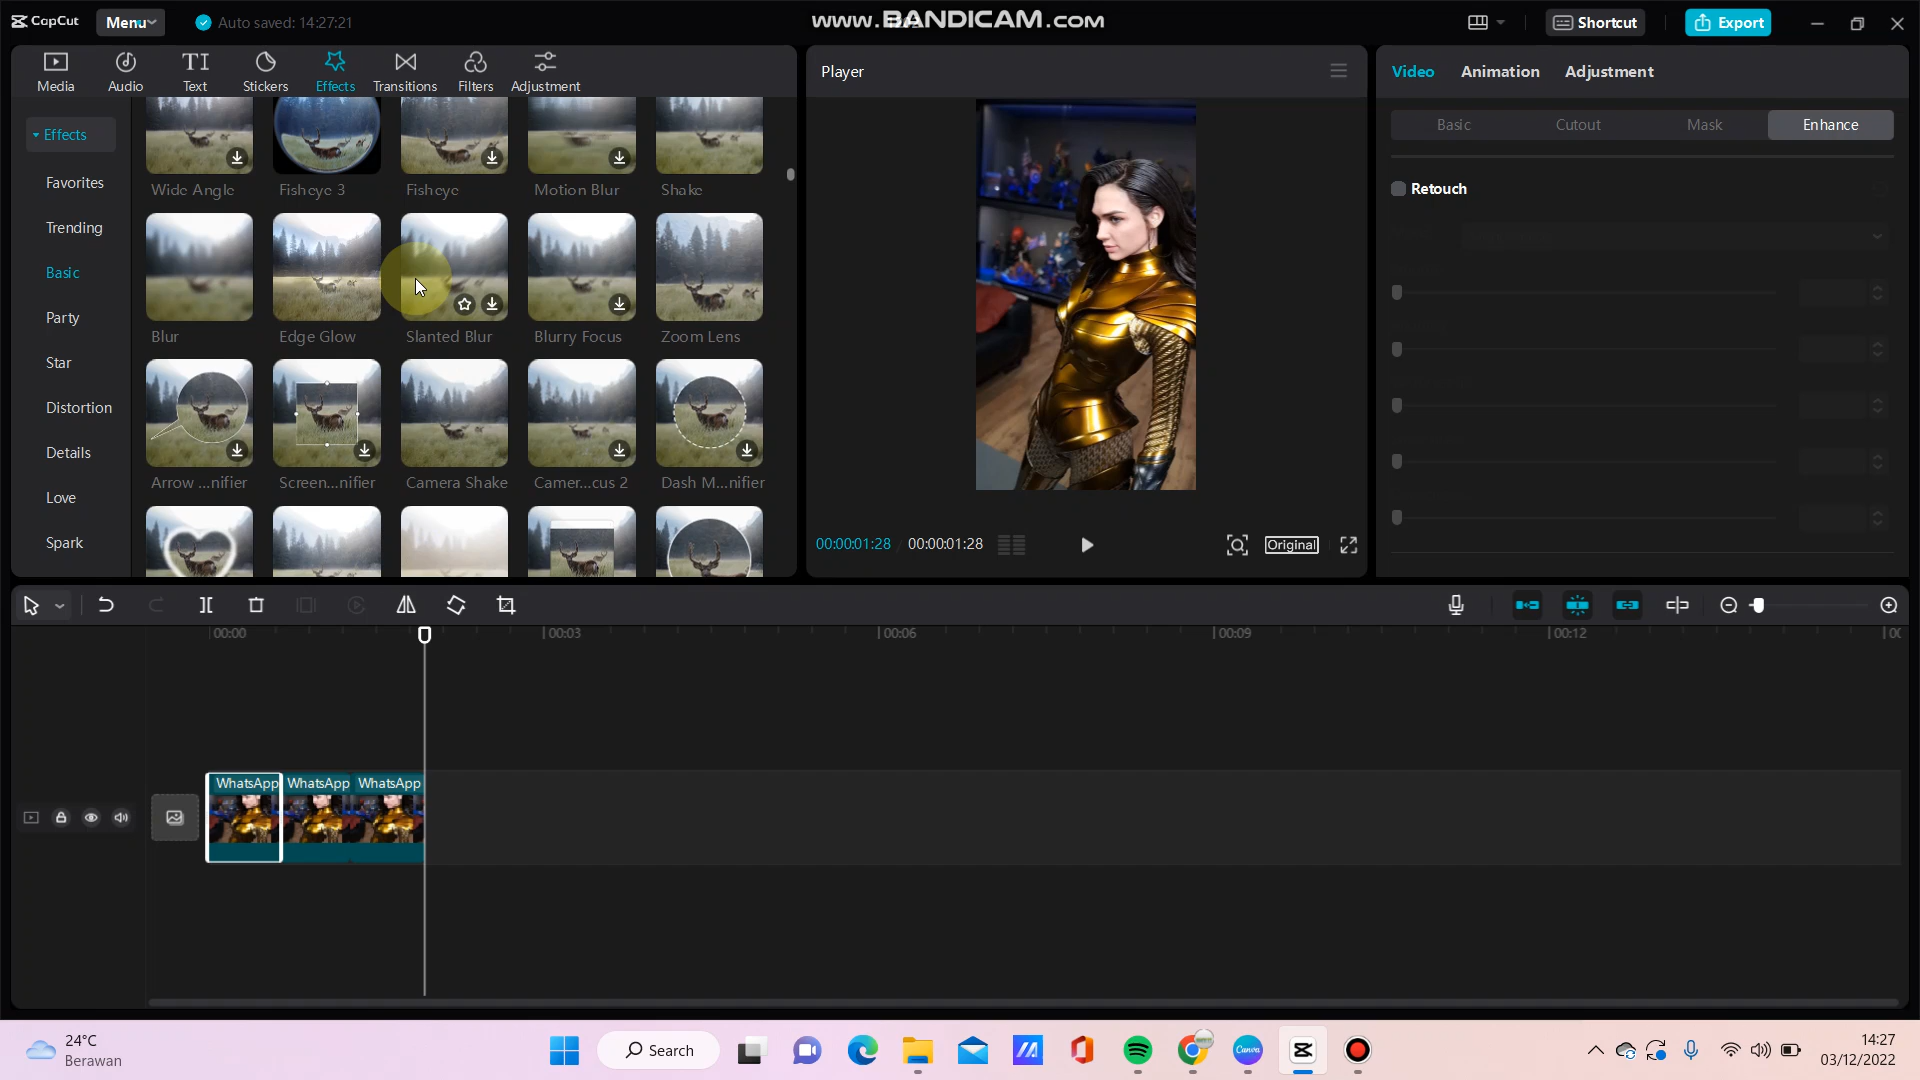 CapCut
Menu
Auto saved: 14:27:21
www.BANDICAM.com
Shortcut
Export
Media
Audio
Text
Stickers
Effects
Transitions
Filters
Adjustment
Player
Video
Animation
Adjustment
Effects
Favorites
Trending
Basic
Party
Star
Distortion
Details
Love
Spark
Wide Angle
Fisheye 3
Fisheye
Motion Blur
Shake
Blur
Edge Glow
Slanted Blur
Blurry Focus
Zoom Lens
Arrow ...nifier
Screen...nifier
Camera Shake
Camer...cus 2
Dash M...nifier
00:00:01:28
00:00:01:28
Original
Basic
Cutout
Mask
Enhance
Retouch
00:00
00:03
00:06
00:09
00:12
WhatsApp
WhatsApp
WhatsApp
24°C
Berawan
Search
Canva
14:27
03/12/2022